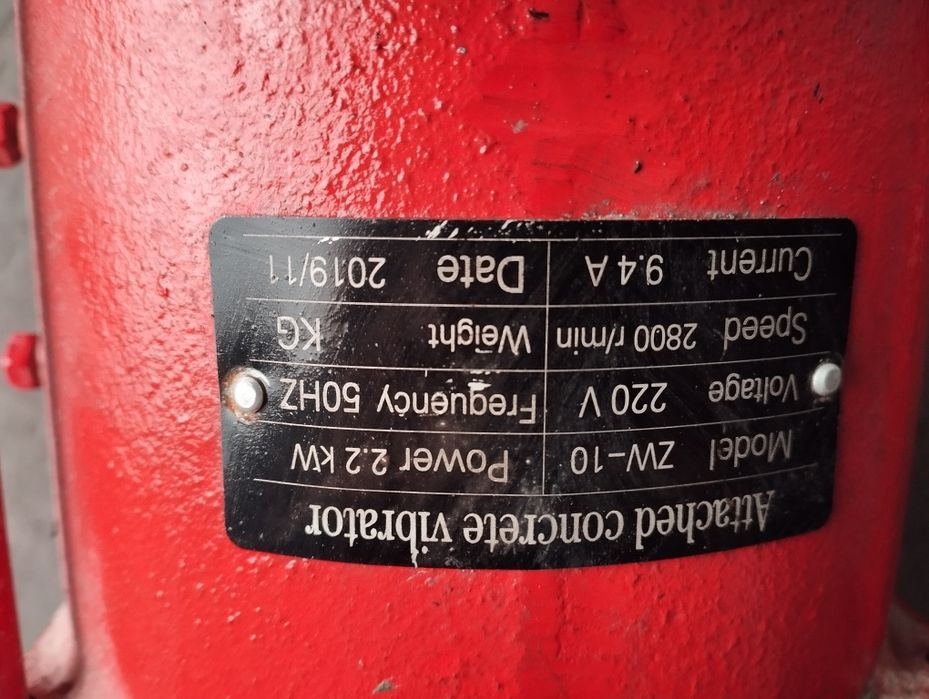 Attached concrete vibrator
Model ZW-10 Power 2.2 kW
Voltage 220 V Frequency 50HZ
Speed 2800 r/min Weight KG
Current 9.4 A Date 2019/11